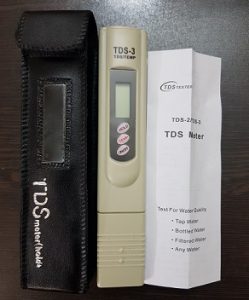 TDS
meter(hold)
TDS-3
TDS/TEMP
TDS TESTER
TDS-2/TDS-3
TDS Meter
Test For Water Quality
Tap Water
Bottled Water
Filtered Water
Any Water